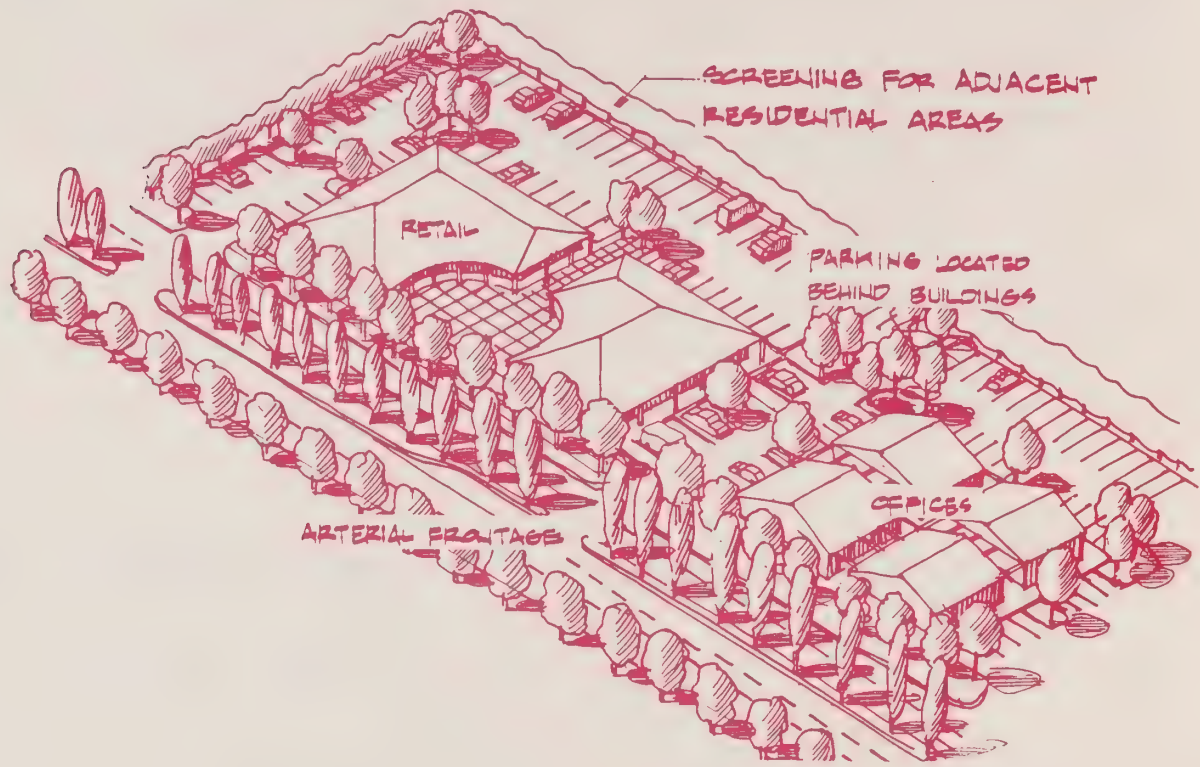 SCREENING FOR ADJACENT
RESIDENTIAL AREAS
RETAIL
PARKING LOCATED
BEHIND BUILDINGS
OFFICES
ARTERIAL FRONTAGE